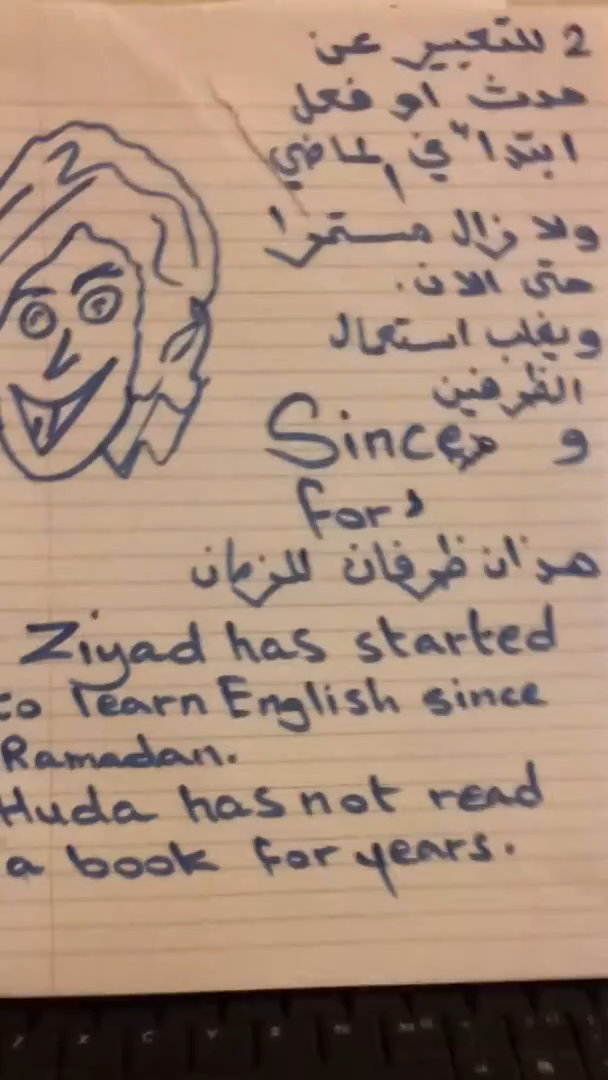 2 للتعبير عن
حدث او فعل
ابتدا في الماضي
ولا زال مستمرا
حتى الان.
ويغلب استعمال
الظرفين
Since و
for
هذان ظرفان للزمان
Ziyad has started
to learn English since
Ramadan.
Huda has not read
a book for years.